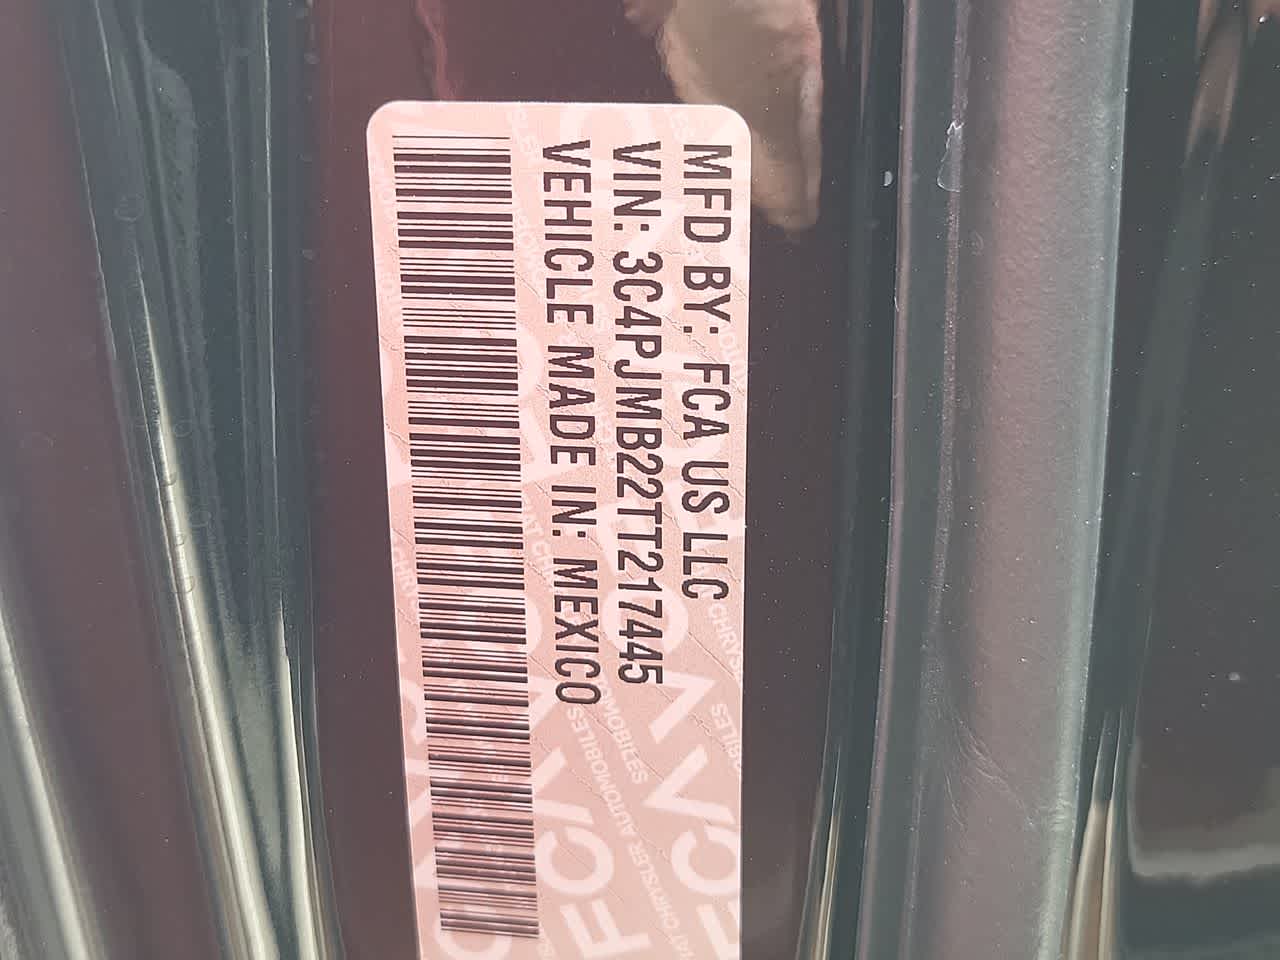 MFD BY: FCA US LLC
VIN: 3C4PJMB22TT217445
VEHICLE MADE IN: MEXICO